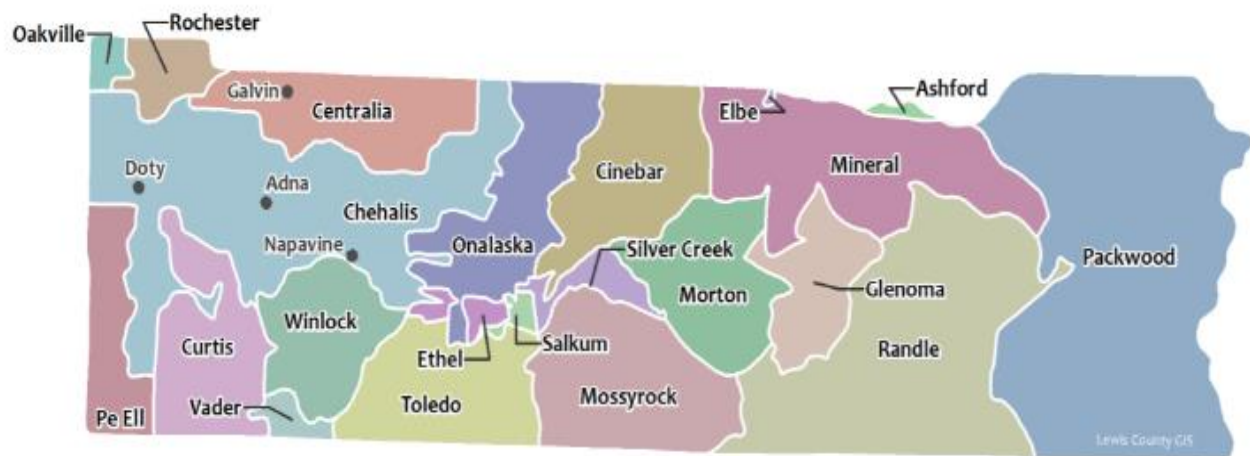 Rochester
Oakville
Galvin
Centralia
Ashford
Elbe
Cinebar
Mineral
Doty
Adna
Chehalis
Napavine
Onalaska
Silver Creek
Packwood
Morton
Glenoma
Winlock
Curtis
Ethel
Salkum
Randle
Mossyrock
Toledo
Vader
Pe Ell
Lewis County GIS